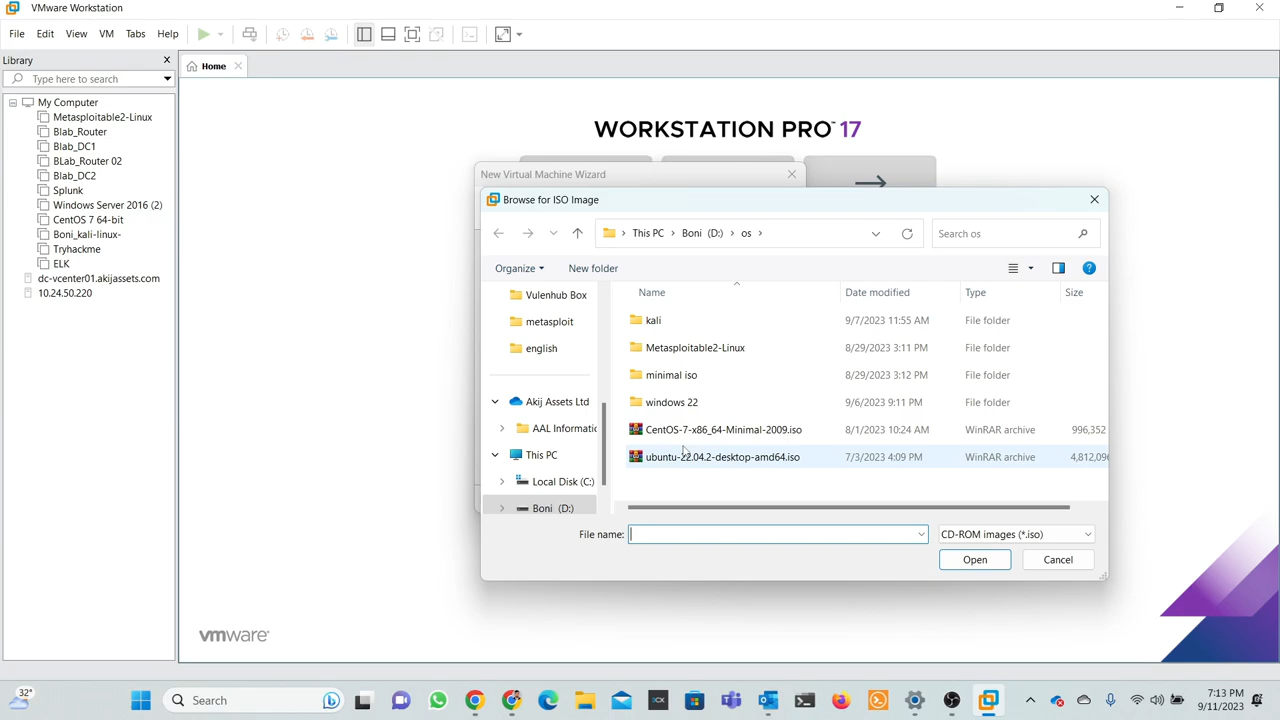 VMware Workstation
File Edit View VM Tabs Help
Library
Type here to search
Home
My Computer
Metasploitable2-Linux
Blab_Router
Blab_DC1
BLab_Router 02
Blab_DC2
Splunk
Windows Server 2016 (2)
CentOS 7 64-bit
Boni_kali-linux-
Tryhackme
ELK
dc-vcenter01.akijassets.com
10.24.50.220
WORKSTATION PRO™ 17
New Virtual Machine Wizard
Browse for ISO Image
This PC > Boni (D:) > os >
Search os
Organize New folder
Vulenhub Box
metasploit
english
Akij Assets Ltd
AAL Informatic
This PC
Local Disk (C:)
Boni (D:)
Name Date modified Type Size
kali 9/7/2023 11:55 AM File folder
Metasploitable2-Linux 8/29/2023 3:11 PM File folder
minimal iso 8/29/2023 3:12 PM File folder
windows 22 9/6/2023 9:11 PM File folder
CentOS-7-x86_64-Minimal-2009.iso 8/1/2023 10:24 AM WinRAR archive 996,352
ubuntu-22.04.2-desktop-amd64.iso 7/3/2023 4:09 PM WinRAR archive 4,812,096
File name:
CD-ROM images (*.iso)
Open Cancel
vmware®
32°
Search
7:13 PM
9/11/2023